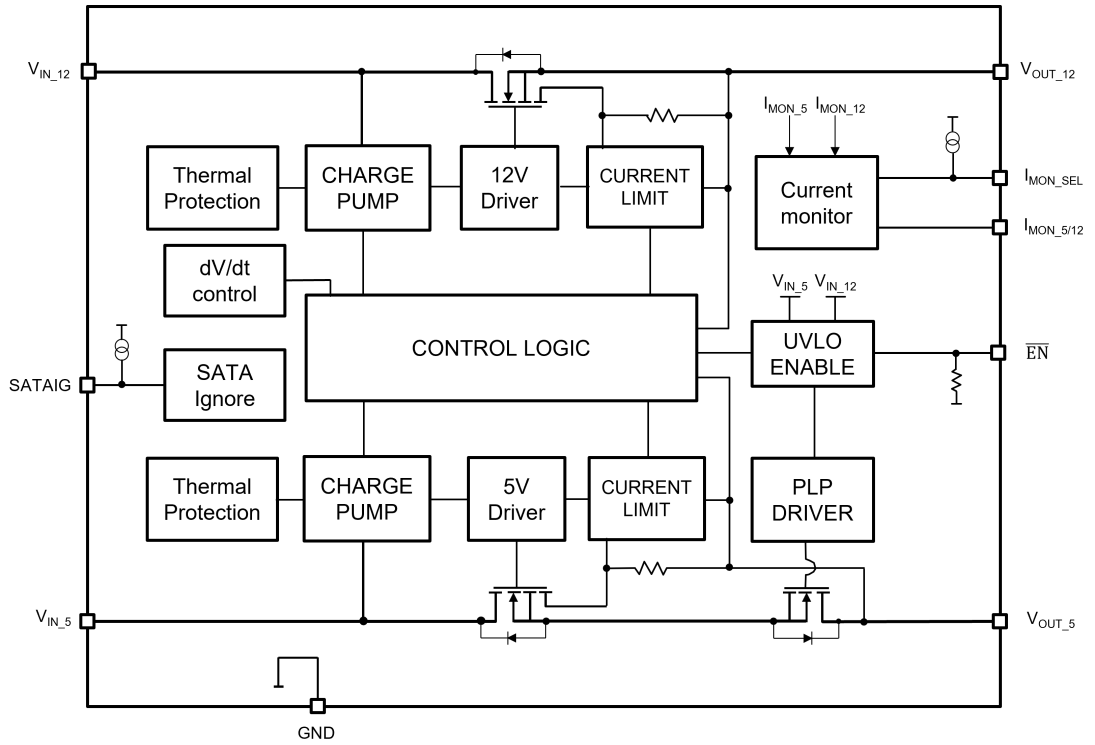 V_IN_12
V_OUT_12
I_MON_5 I_MON_12
Thermal
Protection
CHARGE
PUMP
12V
Driver
CURRENT
LIMIT
Current
monitor
I_MON_SEL
I_MON_5/12
dV/dt
control
V_IN_5 V_IN_12
CONTROL LOGIC
UVLO
ENABLE
E̅N̅
SATAIG
SATA
Ignore
Thermal
Protection
CHARGE
PUMP
5V
Driver
CURRENT
LIMIT
PLP
DRIVER
V_IN_5
V_OUT_5
GND